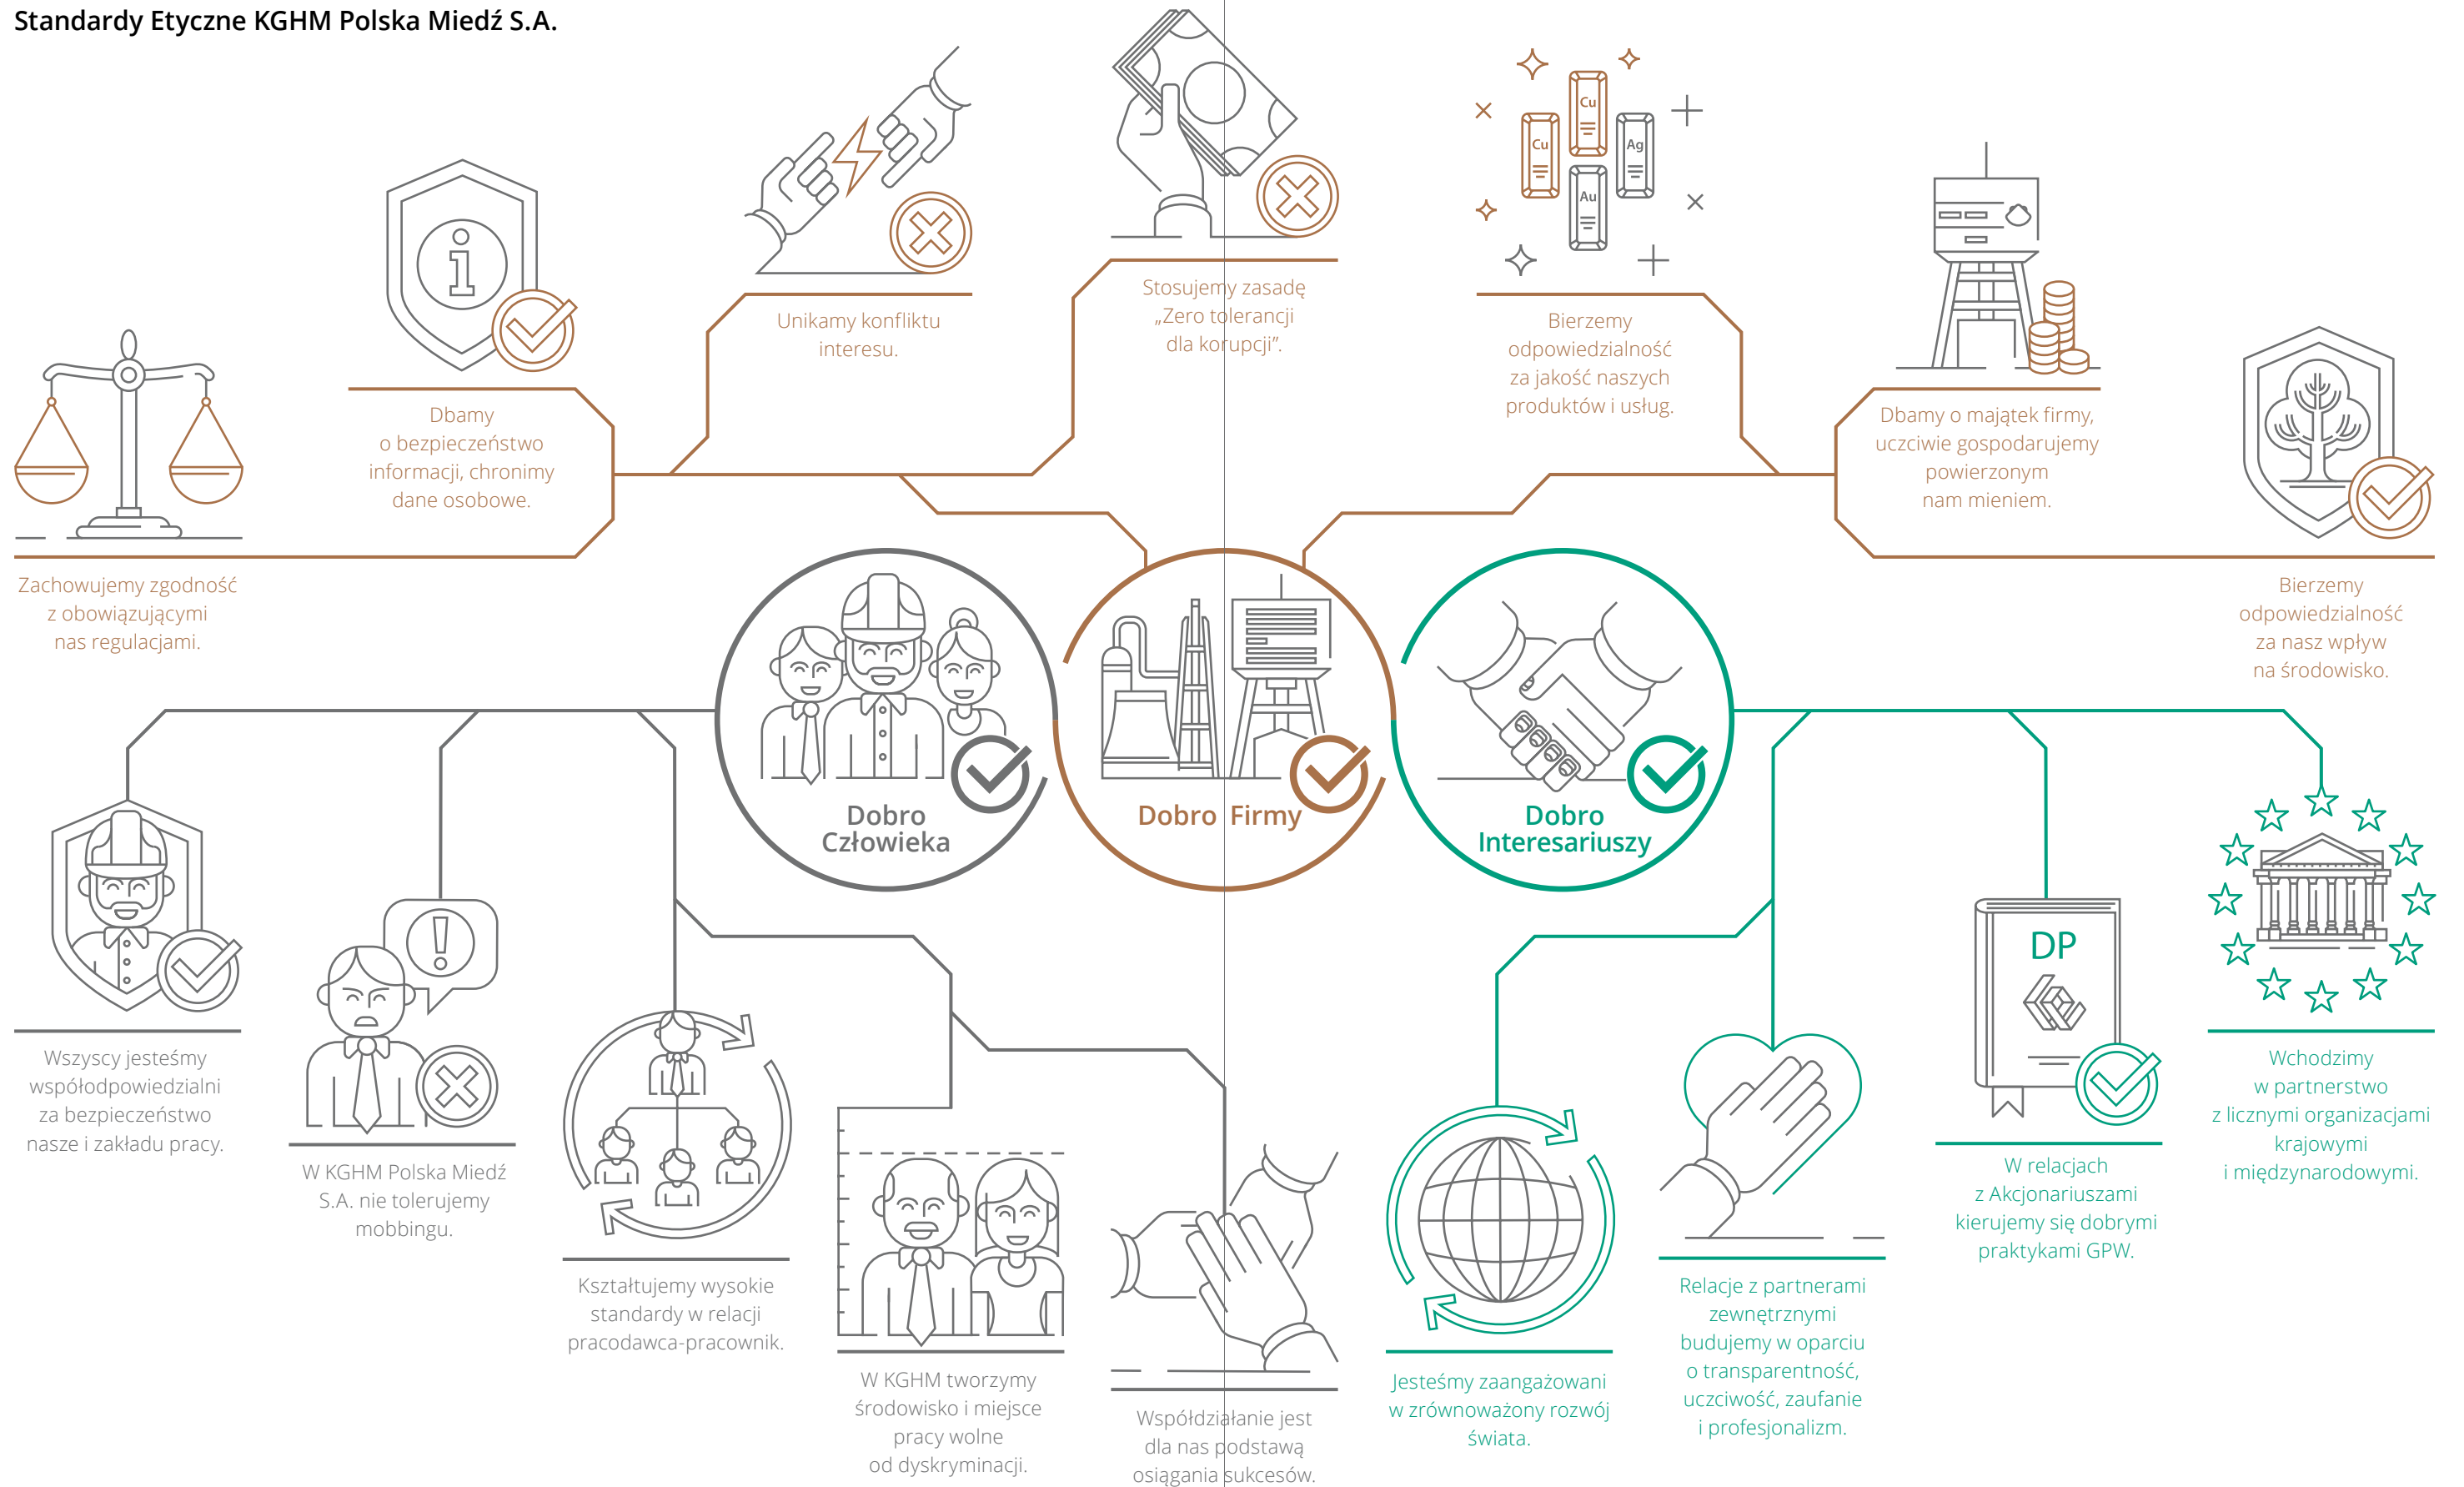 Standardy Etyczne KGHM Polska Miedź S.A.
Cu
Cu
Ag
Au
Zachowujemy zgodność
z obowiązującymi
nas regulacjami.
Dbamy
o bezpieczeństwo
informacji, chronimy
dane osobowe.
Unikamy konfliktu
interesu.
Stosujemy zasadę
„Zero tolerancji
dla korupcji”.
Bierzemy
odpowiedzialność
za jakość naszych
produktów i usług.
Dbamy o majątek firmy,
uczciwie gospodarujemy
powierzonym
nam mieniem.
Bierzemy
odpowiedzialność
za nasz wpływ
na środowisko.
Dobro
Człowieka
Dobro Firmy
Dobro
Interesariuszy
Wszyscy jesteśmy
współodpowiedzialni
za bezpieczeństwo
nasze i zakładu pracy.
W KGHM Polska Miedź
S.A. nie tolerujemy
mobbingu.
Kształtujemy wysokie
standardy w relacji
pracodawca-pracownik.
W KGHM tworzymy
środowisko i miejsce
pracy wolne
od dyskryminacji.
Współdziałanie jest
dla nas podstawą
osiągania sukcesów.
Jesteśmy zaangażowani
w zrównoważony rozwój
świata.
Relacje z partnerami
zewnętrznymi
budujemy w oparciu
o transparentność,
uczciwość, zaufanie
i profesjonalizm.
DP
W relacjach
z Akcjonariuszami
kierujemy się dobrymi
praktykami GPW.
Wchodzimy
w partnerstwo
z licznymi organizacjami
krajowymi
i międzynarodowymi.